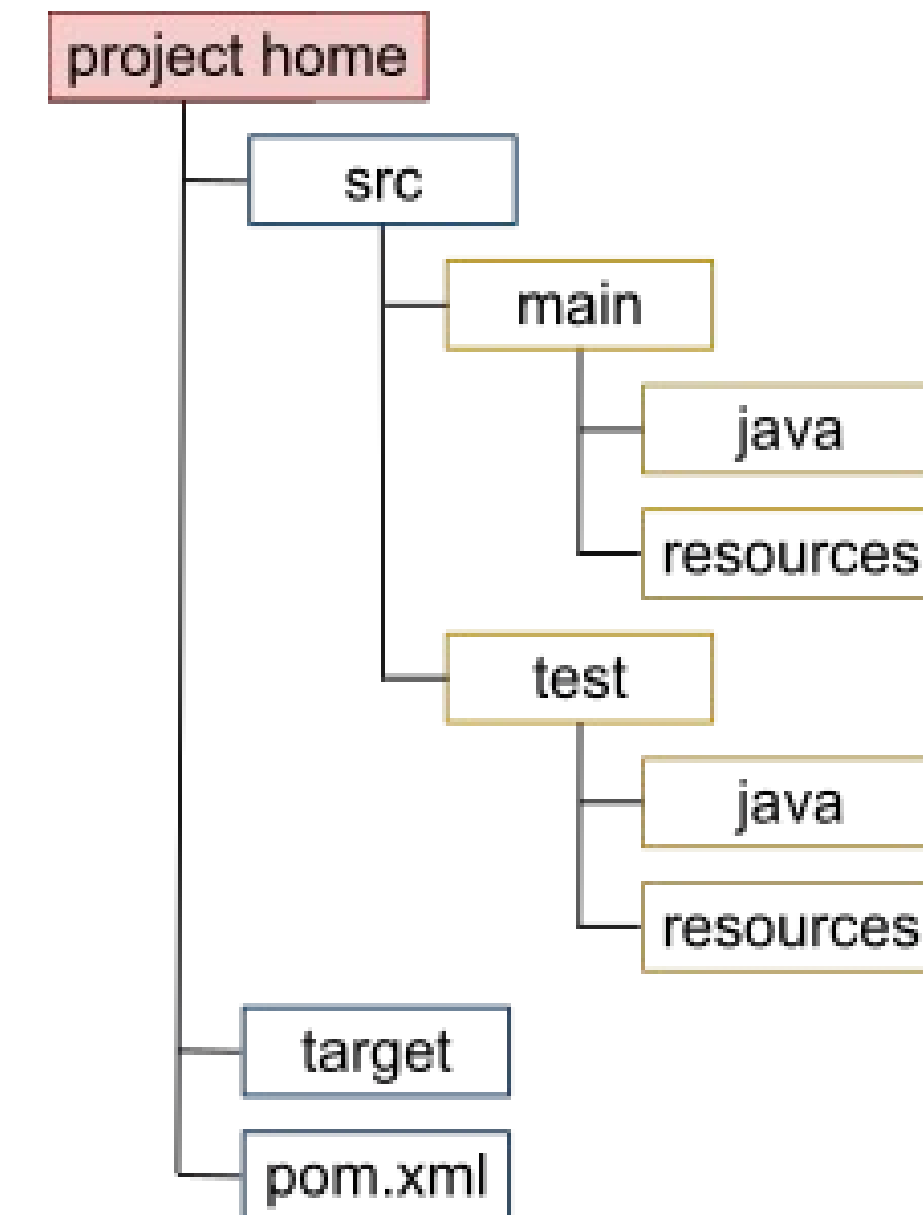 project home
src
main
java
resources
test
java
resources
target
pom.xml